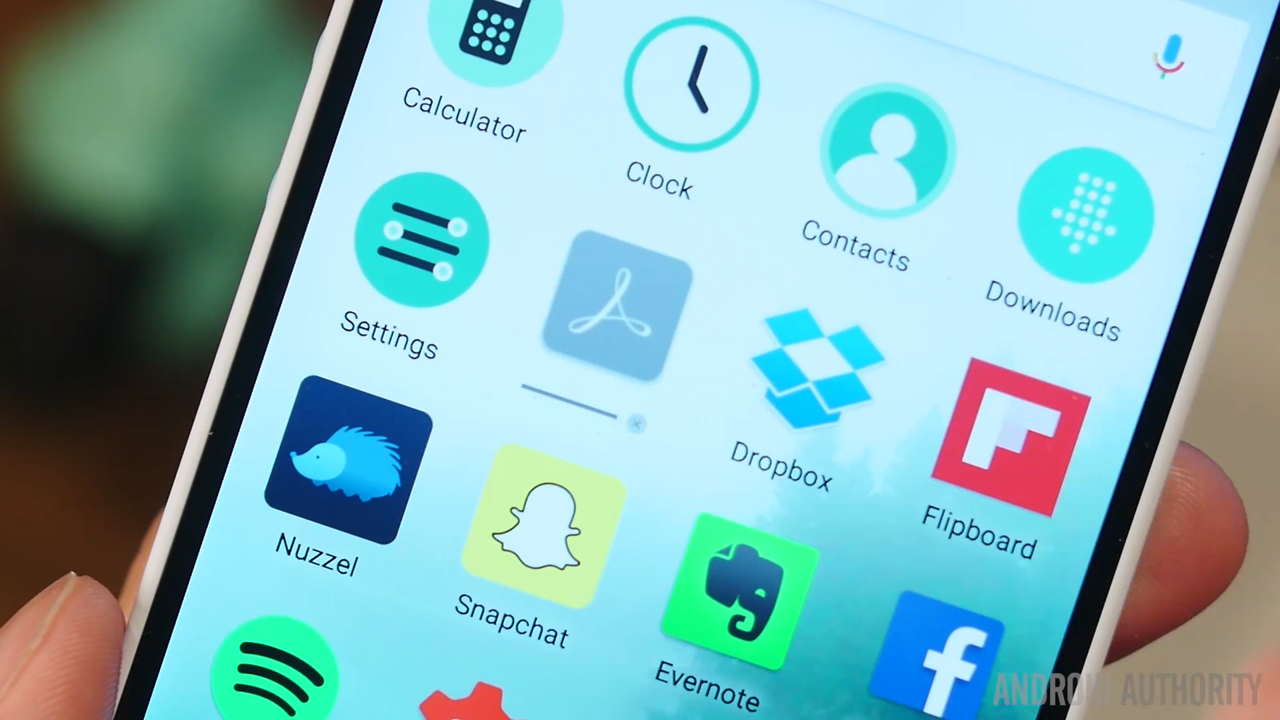 Calculator
Clock
Contacts
Downloads
Settings
Dropbox
Flipboard
Nuzzel
Snapchat
Evernote
ANDROID AUTHORITY